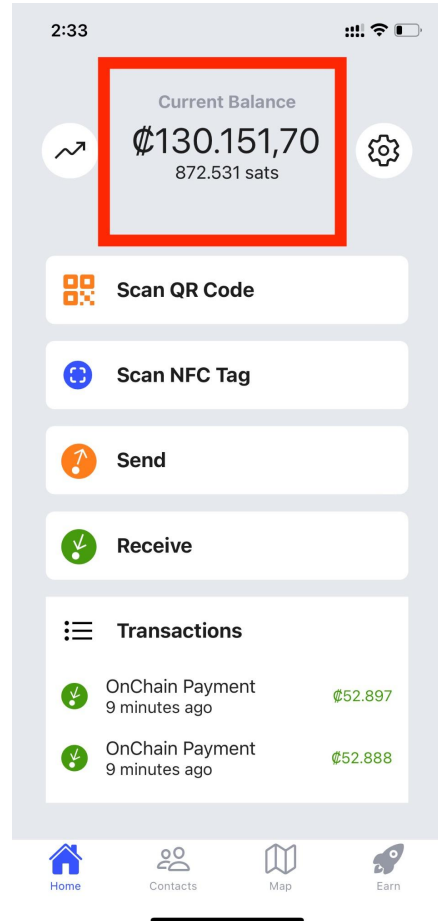 2:33
Current Balance
₡130.151,70
872.531 sats
Scan QR Code
Scan NFC Tag
Send
Receive
Transactions
OnChain Payment
₡52.897
9 minutes ago
OnChain Payment
₡52.888
9 minutes ago
Home
Contacts
Map
Earn